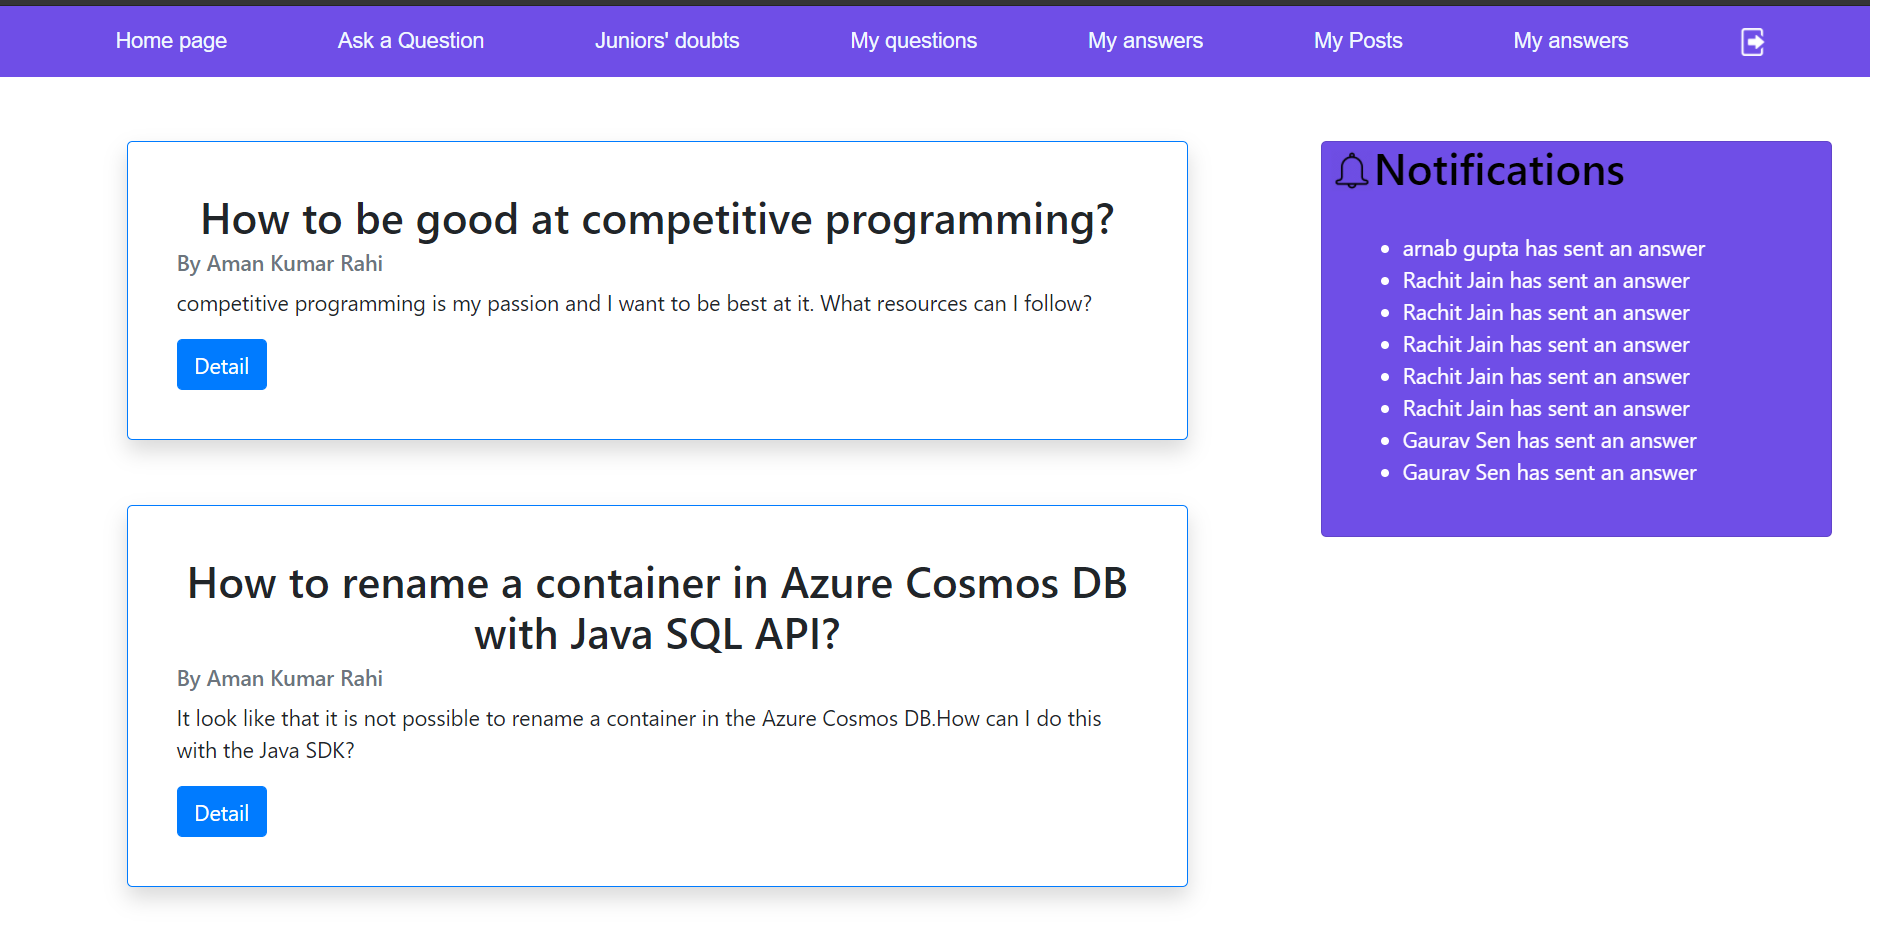 Home page Ask a Question Juniors' doubts My questions My answers My Posts My answers
How to be good at competitive programming?
By Aman Kumar Rahi
competitive programming is my passion and I want to be best at it. What resources can I follow?
Detail
How to rename a container in Azure Cosmos DB
with Java SQL API?
By Aman Kumar Rahi
It look like that it is not possible to rename a container in the Azure Cosmos DB.How can I do this
with the Java SDK?
Detail
Notifications
arnab gupta has sent an answer
Rachit Jain has sent an answer
Rachit Jain has sent an answer
Rachit Jain has sent an answer
Rachit Jain has sent an answer
Rachit Jain has sent an answer
Gaurav Sen has sent an answer
Gaurav Sen has sent an answer